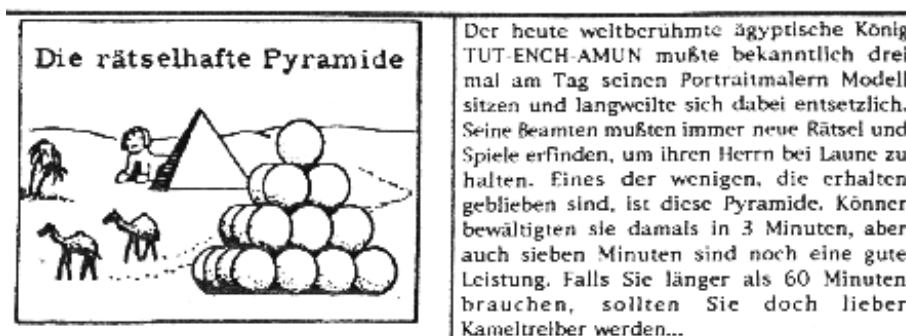 Die rätselhafte Pyramide
Der heute weltberühmte ägyptische König
TUT-ENCH-AMUN mußte bekanntlich drei
mal am Tag seinen Portraitmalern Modell
sitzen und langweilte sich dabei entsetzlich.
Seine Beamten mußten immer neue Rätsel und
Spiele erfinden, um ihren Herrn bei Laune zu
halten. Eines der wenigen, die erhalten
geblieben sind, ist diese Pyramide. Könner
bewältigten sie damals in 3 Minuten, aber
auch sieben Minuten sind noch eine gute
Leistung. Falls Sie länger als 60 Minuten
brauchen, sollten Sie doch lieber
Kameltreiber werden...